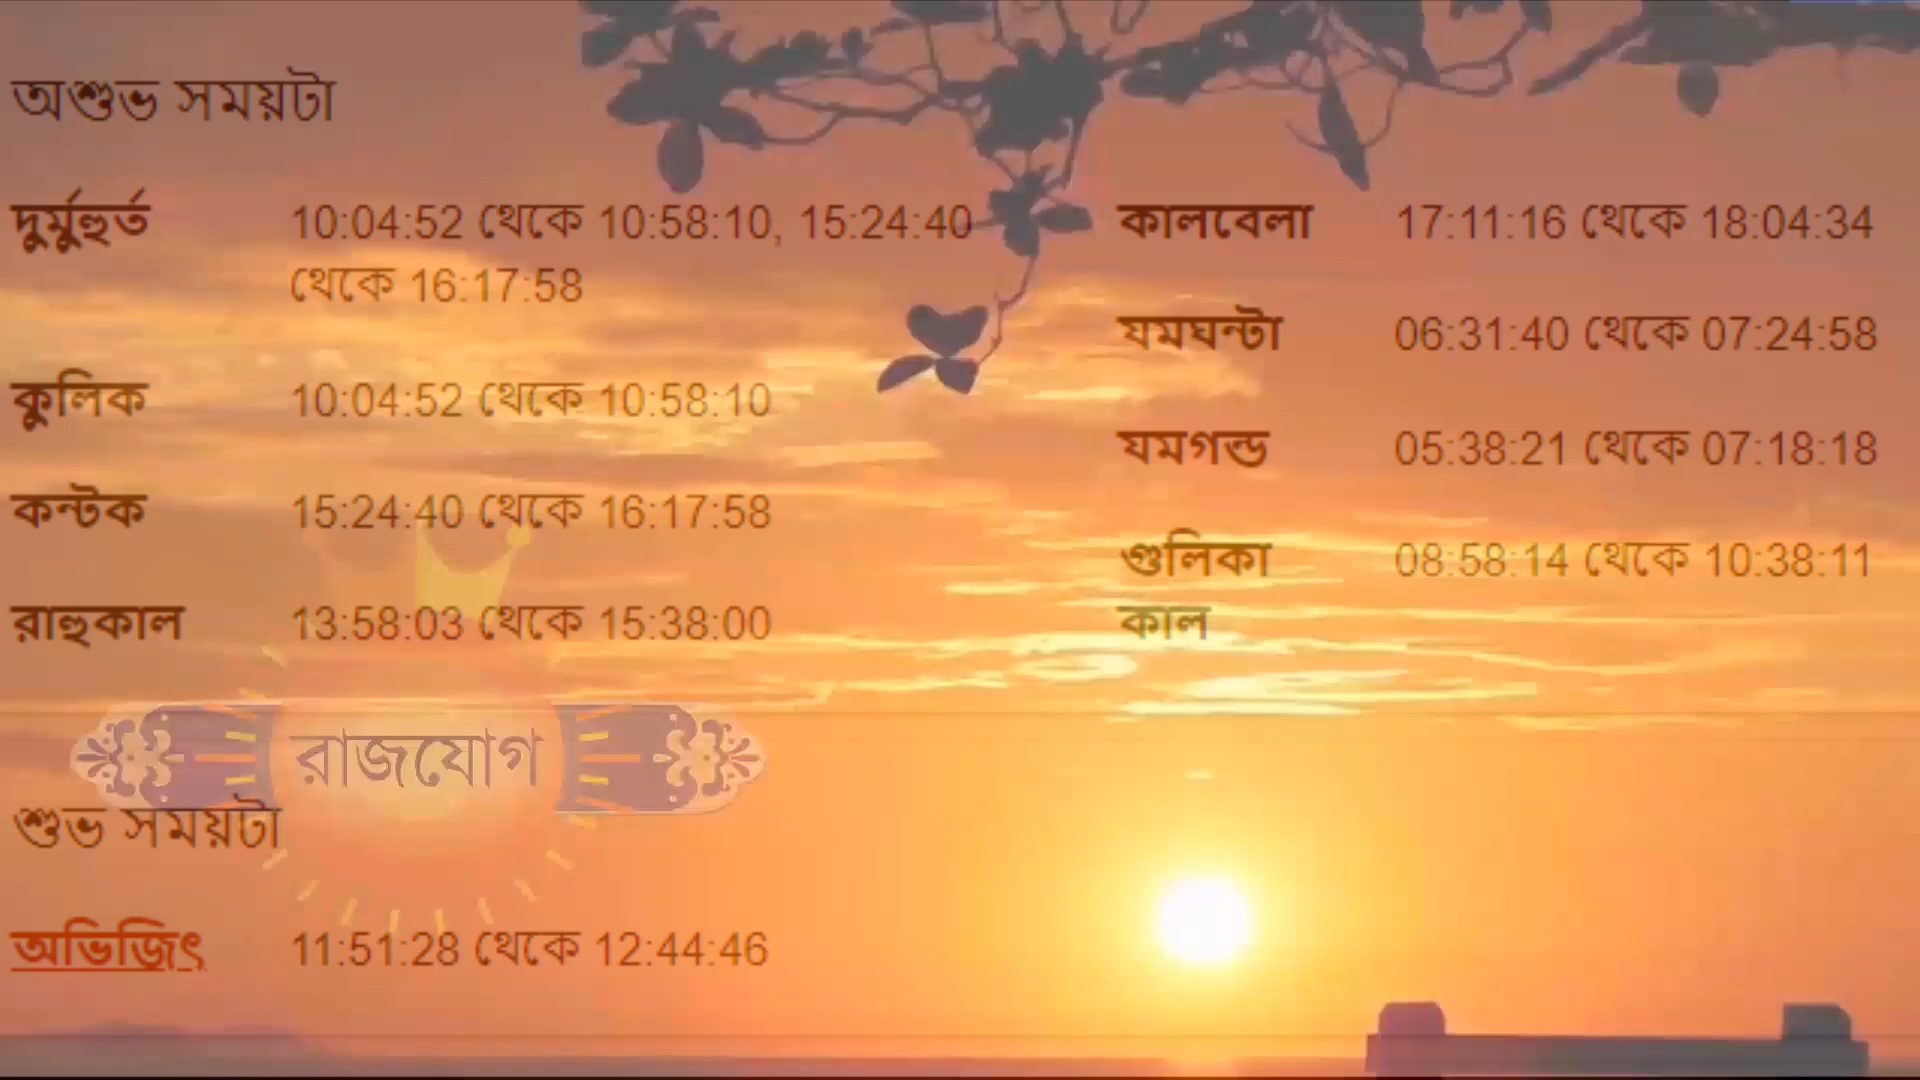 অশুভ সময়টা
দুর্মুহুর্ত 10:04:52 থেকে 10:58:10, 15:24:40
থেকে 16:17:58
কুলিক 10:04:52 থেকে 10:58:10
কন্টক 15:24:40 থেকে 16:17:58
রাহুকাল 13:58:03 থেকে 15:38:00
কালবেলা 17:11:16 থেকে 18:04:34
যমঘন্টা 06:31:40 থেকে 07:24:58
যমগন্ড 05:38:21 থেকে 07:18:18
গুলিকা 08:58:14 থেকে 10:38:11
কাল
রাজযোগ
শুভ সময়টা
অভিজিৎ 11:51:28 থেকে 12:44:46